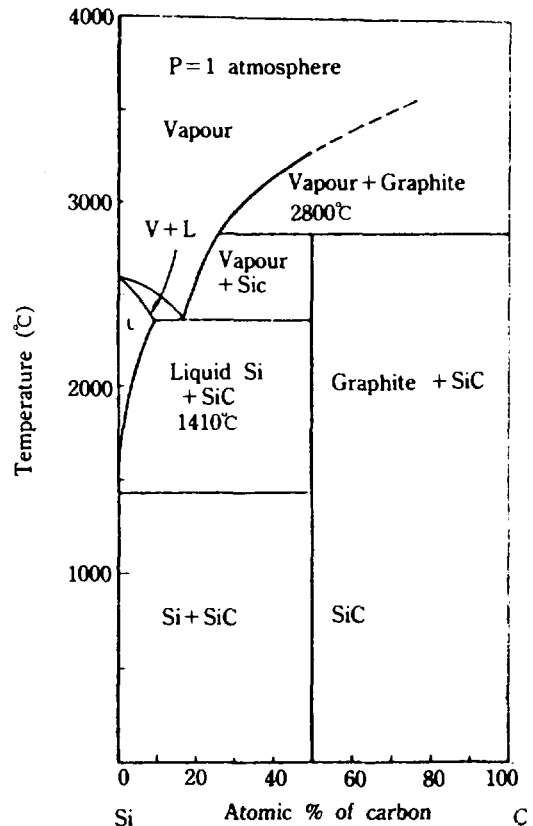 4000
P=1 atmosphere
Vapour
3000
Vapour+Graphite
2800℃
V+L
Vapour
+Sic
L
2000
Liquid Si
+SiC
1410℃
Graphite +SiC
1000
Si+SiC
SiC
0 20 40 60 80 100
Si Atomic % of carbon C
Temperature (℃)